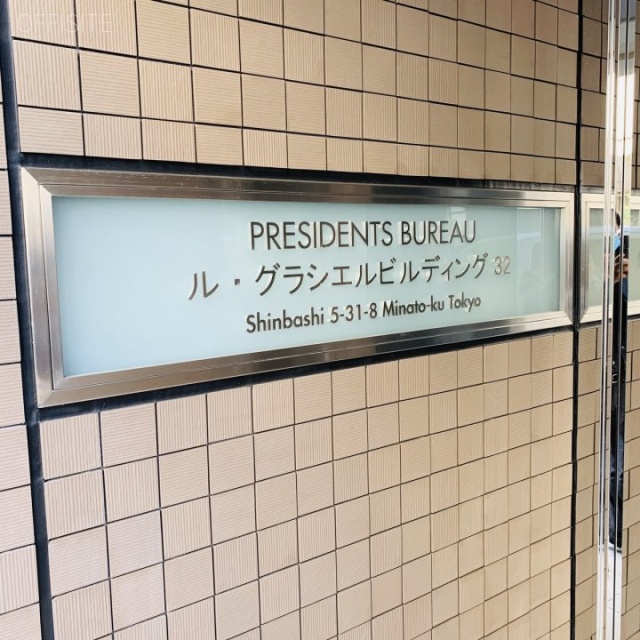 OFFISITE
PRESIDENTS BUREAU
ル・グラシエルビルディング 32
Shinbashi 5-31-8 Minato-ku Tokyo